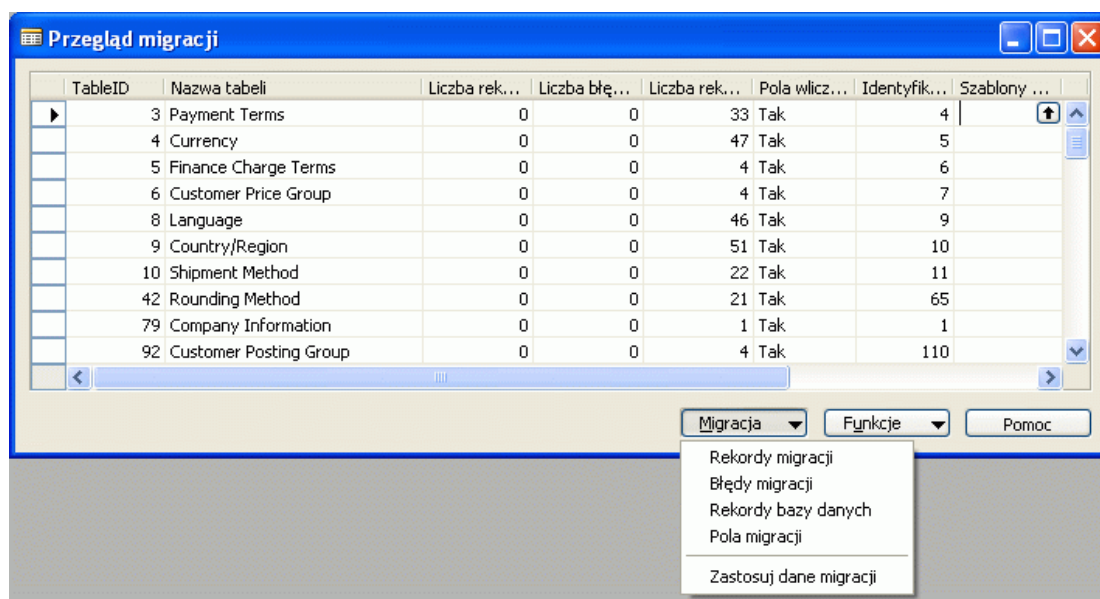 Przegląd migracji
TableID Nazwa tabeli Liczba rek... Liczba błę... Liczba rek... Pola wlicz... Identyfik... Szablony ...
3 Payment Terms 0 0 33 Tak 4
4 Currency 0 0 47 Tak 5
5 Finance Charge Terms 0 0 4 Tak 6
6 Customer Price Group 0 0 4 Tak 7
8 Language 0 0 46 Tak 9
9 Country/Region 0 0 51 Tak 10
10 Shipment Method 0 0 22 Tak 11
42 Rounding Method 0 0 21 Tak 65
79 Company Information 0 0 1 Tak 1
92 Customer Posting Group 0 0 4 Tak 110
Migracja Funkcje Pomoc
Rekordy migracji
Błędy migracji
Rekordy bazy danych
Pola migracji
Zastosuj dane migracji